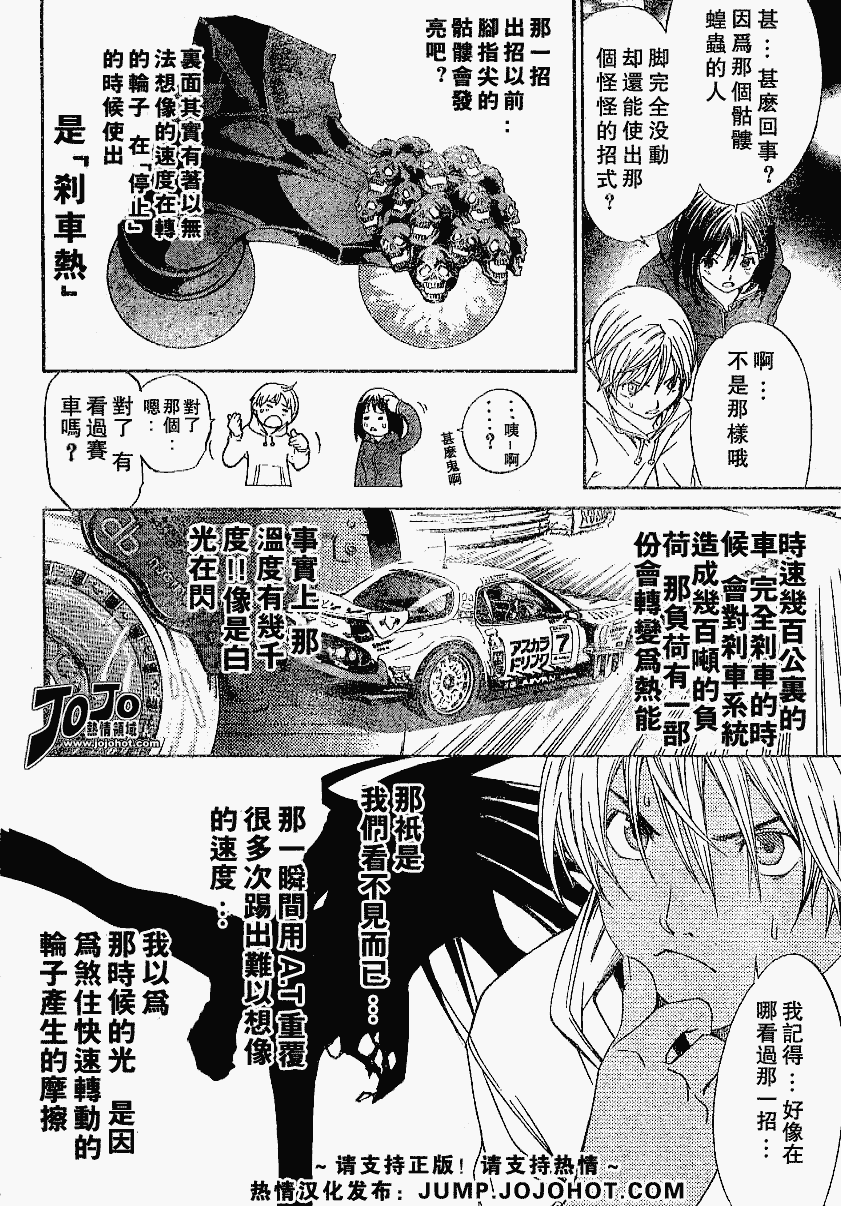 甚…甚麽回事?
因爲那個骷髏
蝗蟲的人
脚完全没動
却還能使出那
個怪怪的招式?
啊…
不是那樣哦
那一招
出招以前…
腳指尖的
骷髏會發
亮吧?
裏面其實有著以無
法想像的速度在轉
的輪子 在「停止」
的時候使出
是「刹車熱」
…咦-啊
……?
甚麽鬼啊
對了
那個…
嗯…
對了 有
看過賽
車嗎?
時速幾百公裏的
車 完全刹車的時
候 會對刹車系統
造成幾百噸的負
荷 那負荷有一部
份會轉變爲熱能
アスカラ
ドリンク
7
事實上 那
溫度有幾千
度!!像是白
光在閃
JOJO
熱情領域
www.jojohot.com
我記得…好像在
哪看過那一招…
那衹是
我們看不見而已…
那一瞬間用A.T重覆
很多次踢出難以想像
的速度…
我以爲
那時候的光 是因
爲煞住快速轉動的
輪子產生的摩擦
~请支持正版! 请支持热情~
热情汉化发布: JUMP.JOJOHOT.COM